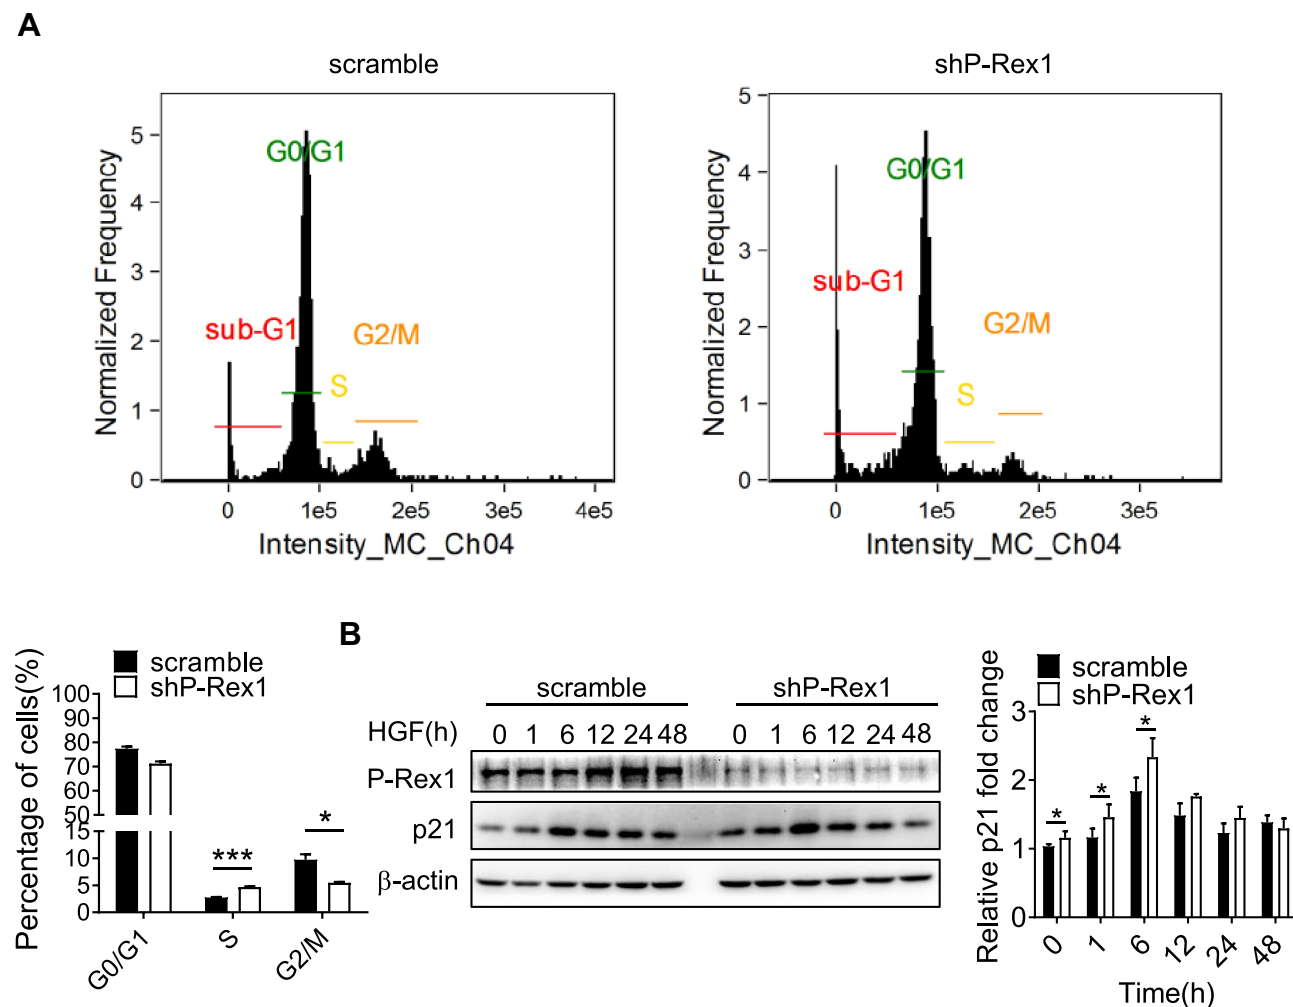 A
scramble
5
4
3
2
1
0
Normalized Frequency
G0/G1
sub-G1
S
G2/M
0 1e5 2e5 3e5 4e5
Intensity_MC_Ch04
shP-Rex1
5
4
3
2
1
0
Normalized Frequency
G0/G1
sub-G1
S
G2/M
0 1e5 2e5 3e5
Intensity_MC_Ch04
scramble
shP-Rex1
Percentage of cells(%)
100
90
80
70
60
50
15
10
5
0
***
*
G0/G1 S G2/M
B
scramble shP-Rex1
HGF(h) 0 1 6 12 24 48 0 1 6 12 24 48
P-Rex1
p21
β-actin
scramble
shP-Rex1
Relative p21 fold change
3
2
1
0
* * *
0 1 6 12 24 48
Time(h)